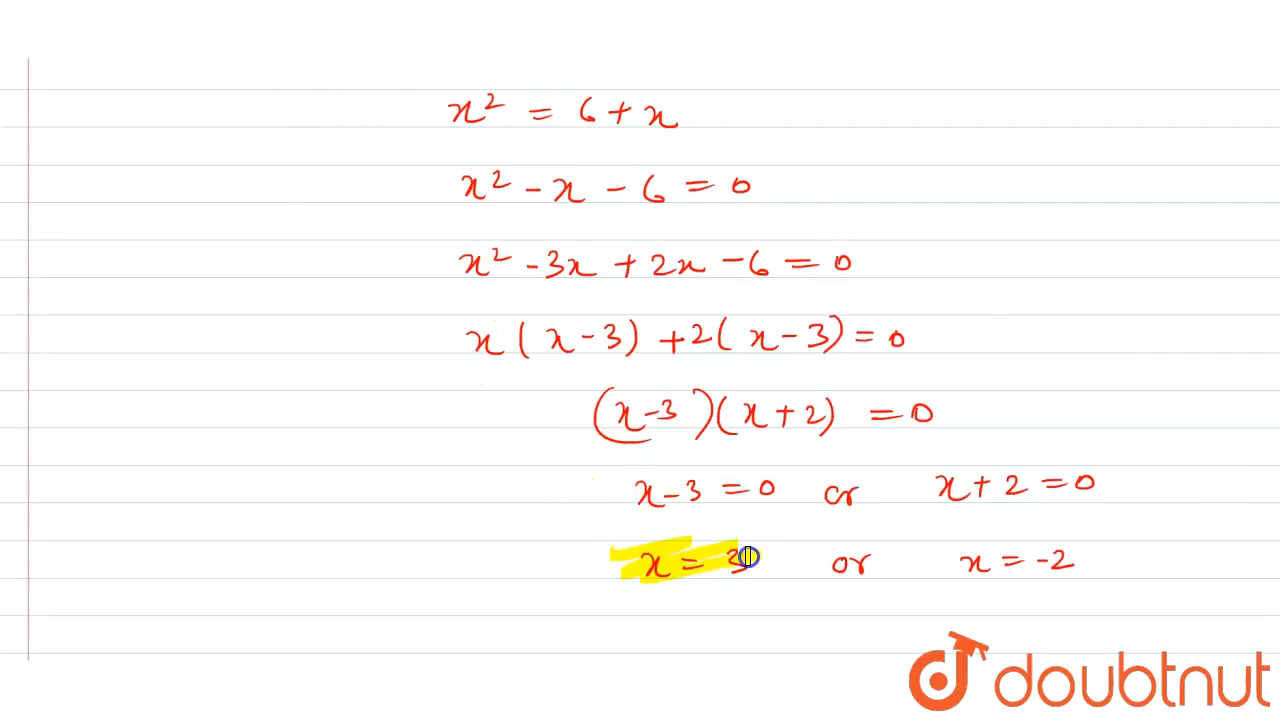 x² = 6 + x
x² - x - 6 = 0
x² - 3x + 2x - 6 = 0
x ( x - 3 ) + 2 ( x - 3 ) = 0
( x - 3 ) ( x + 2 ) = 0
x - 3 = 0 or x + 2 = 0
x = 3 or x = -2
doubtnut